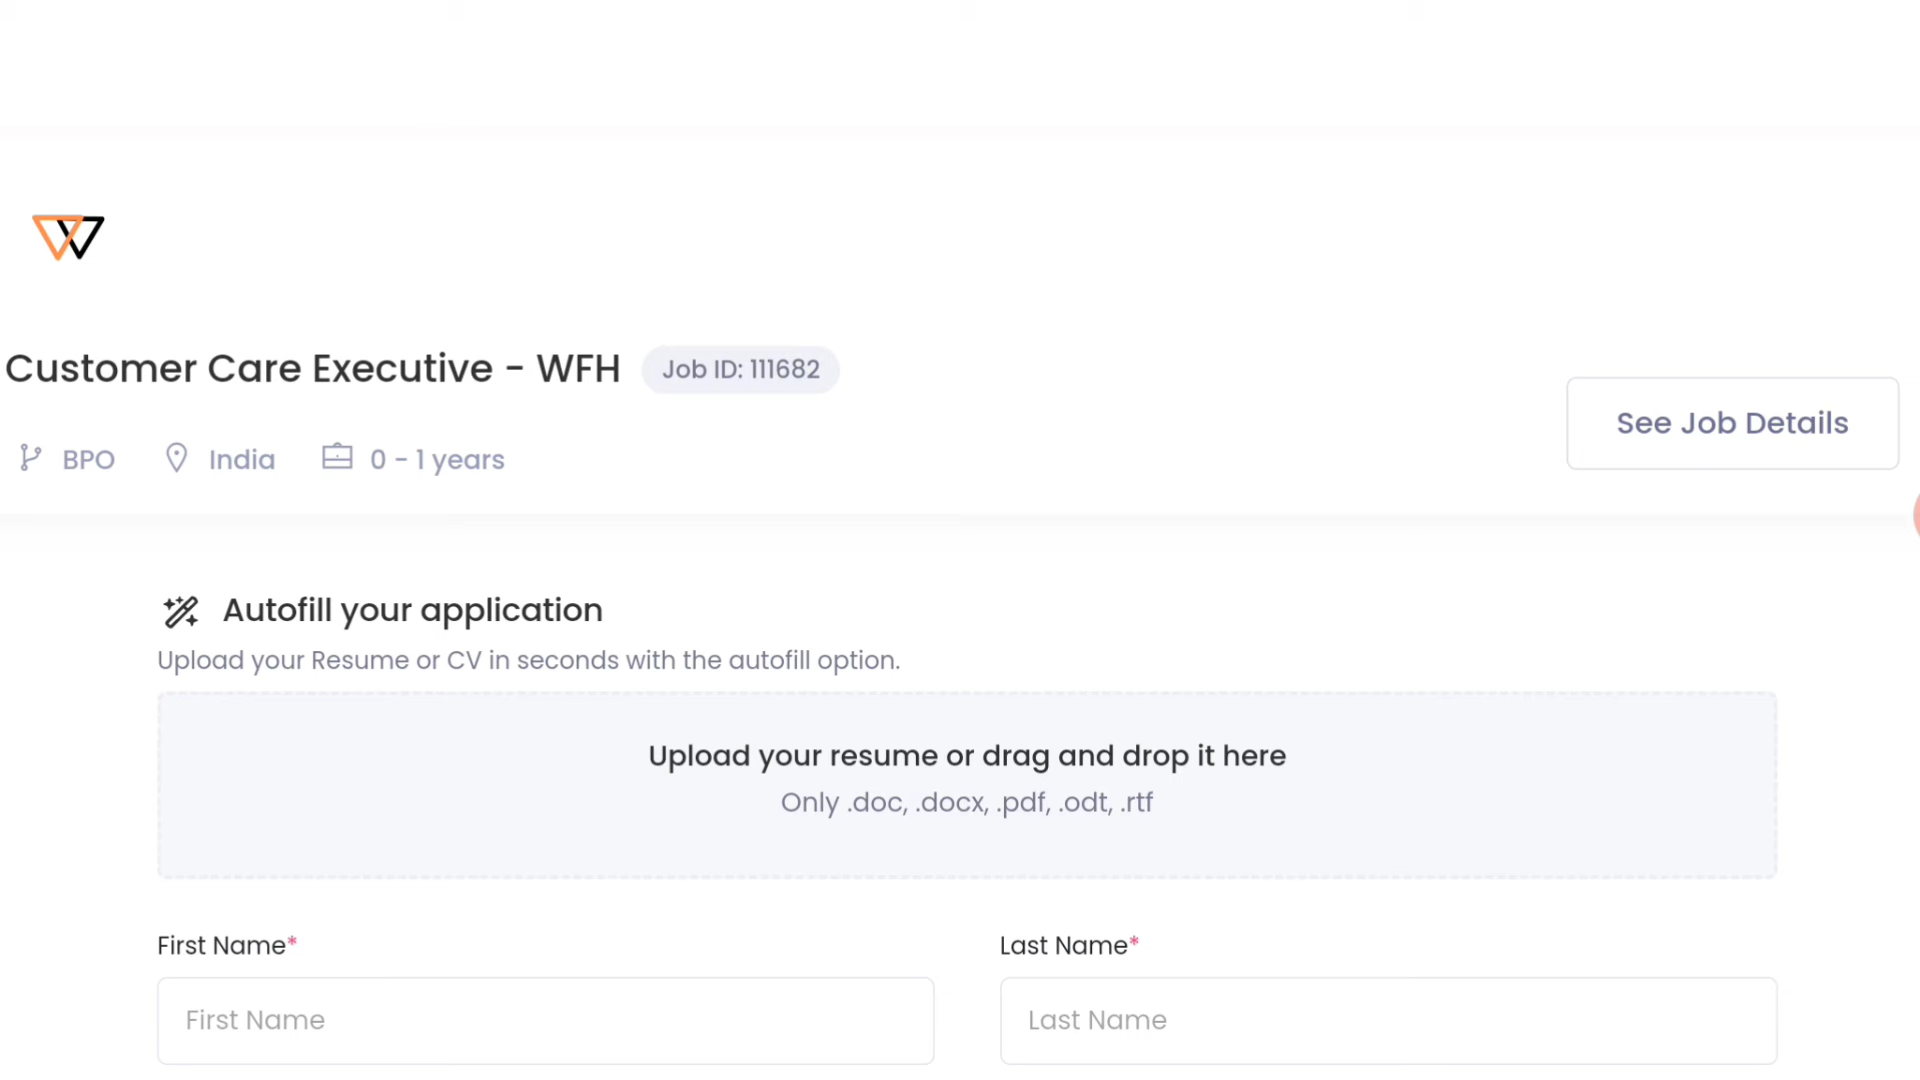 Customer Care Executive - WFH Job ID: 111682
See Job Details
BPO India 0 - 1 years
Autofill your application
Upload your Resume or CV in seconds with the autofill option.
Upload your resume or drag and drop it here
Only .doc, .docx, .pdf, .odt, .rtf
First Name* Last Name*
First Name Last Name